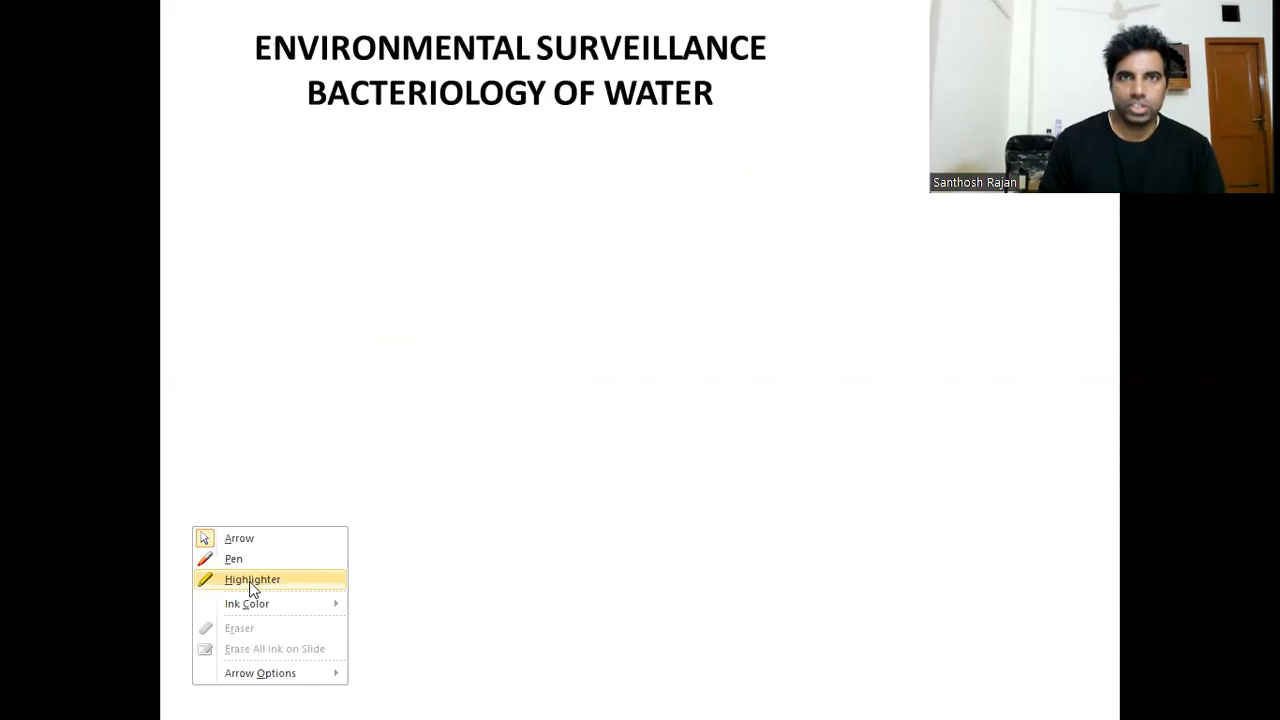 ENVIRONMENTAL SURVEILLANCE
BACTERIOLOGY OF WATER
Santhosh Rajan
Arrow
Pen
Highlighter
Ink Color
Eraser
Erase All Ink on Slide
Arrow Options